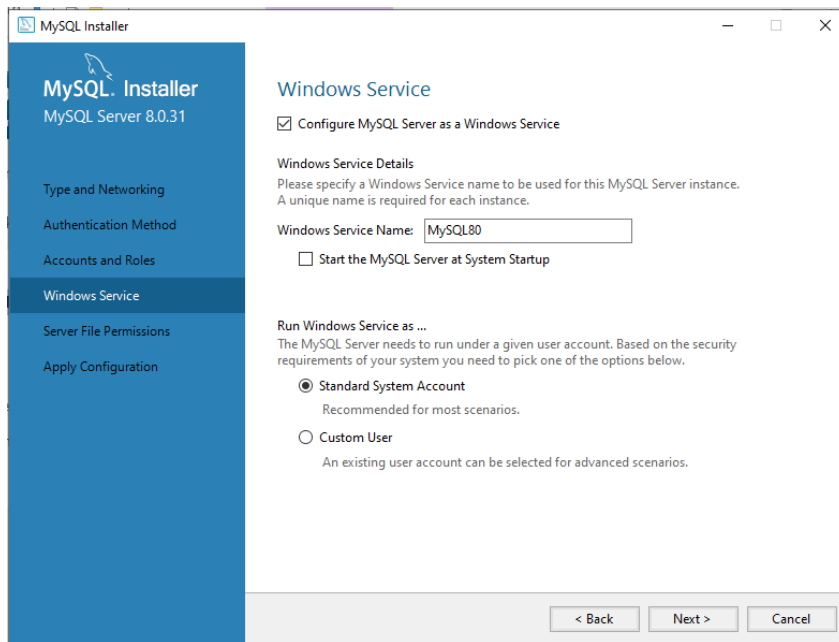 MySQL Installer
MySQL. Installer
MySQL Server 8.0.31
Type and Networking
Authentication Method
Accounts and Roles
Windows Service
Server File Permissions
Apply Configuration
Windows Service
Configure MySQL Server as a Windows Service
Windows Service Details
Please specify a Windows Service name to be used for this MySQL Server instance.
A unique name is required for each instance.
Windows Service Name: MySQL80
Start the MySQL Server at System Startup
Run Windows Service as ...
The MySQL Server needs to run under a given user account. Based on the security
requirements of your system you need to pick one of the options below.
Standard System Account
Recommended for most scenarios.
Custom User
An existing user account can be selected for advanced scenarios.
< Back Next > Cancel